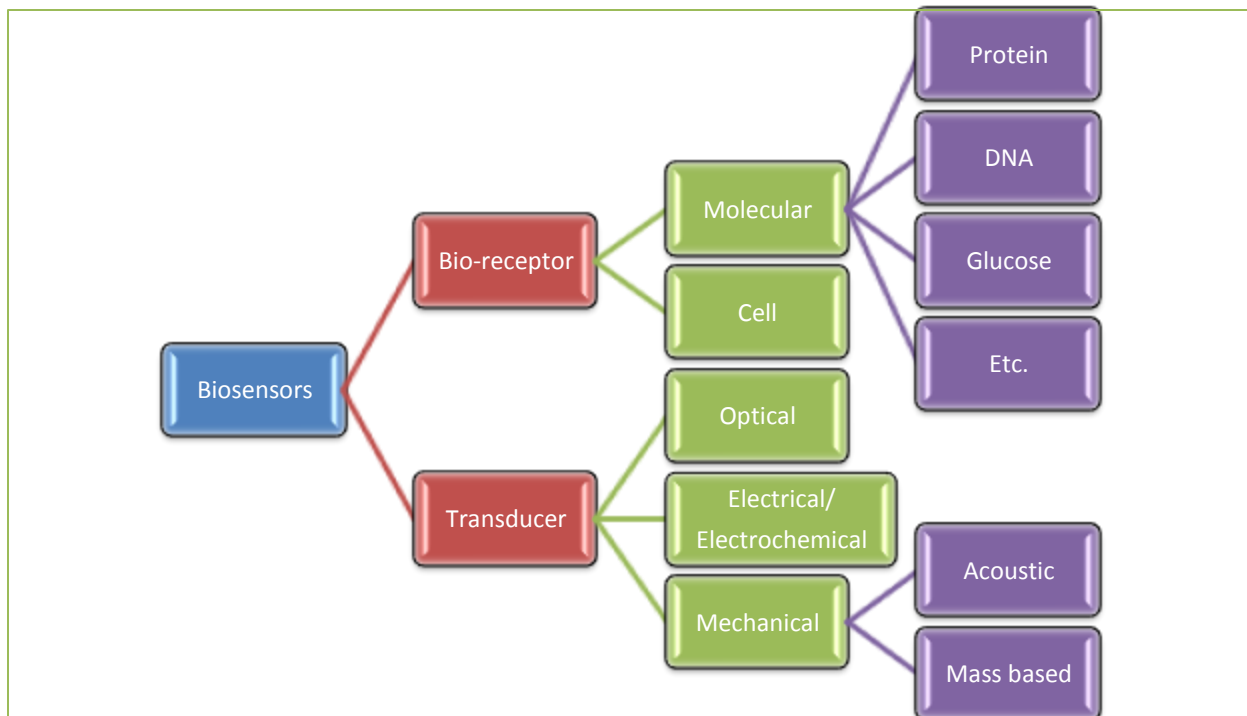 Protein
DNA
Molecular
Bio-receptor
Glucose
Cell
Etc.
Biosensors
Optical
Electrical/
Electrochemical
Transducer
Acoustic
Mechanical
Mass based